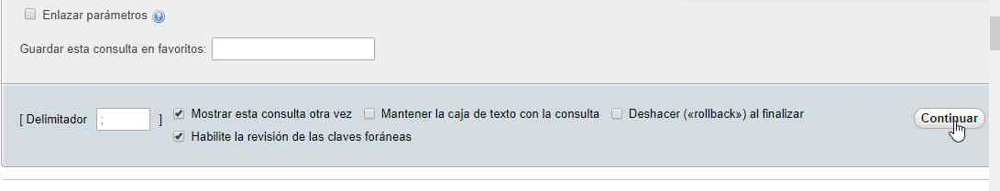 Enlazar parámetros
Guardar esta consulta en favoritos:
[ Delimitador ; ] Mostrar esta consulta otra vez Mantener la caja de texto con la consulta Deshacer («rollback») al finalizar Continuar
Habilite la revisión de las claves foráneas